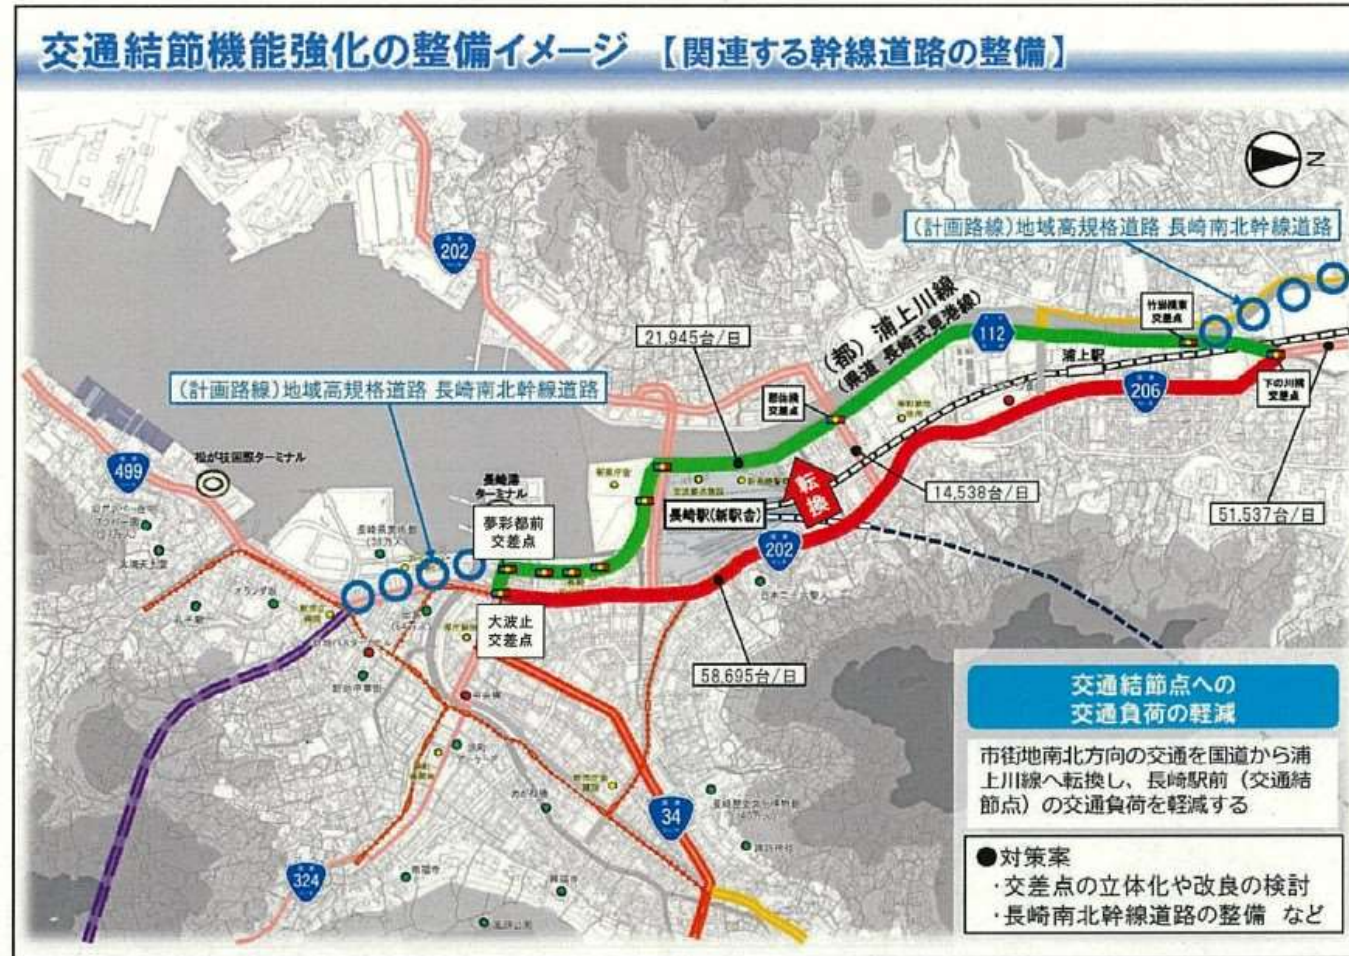 交通結節機能強化の整備イメージ 【関連する幹線道路の整備】
N
(計画路線)地域高規格道路 長崎南北幹線道路
202
竹岩橋東
交差点
21,945台/日
(都)浦上川線
(県道 長崎式見港線)
112
浦上駅
206
下の川橋
交差点
(計画路線)地域高規格道路 長崎南北幹線道路
499
松が枝国際ターミナル
長崎港
ターミナル
夢彩都前
交差点
大波止
交差点
長崎駅(新駅舎)
転換
14,538台/日
51,537台/日
202
58,695台/日
34
324
オランダ坂
崇福寺
興福寺
交通結節点への
交通負荷の軽減
市街地南北方向の交通を国道から浦
上川線へ転換し、長崎駅前(交通結
節点)の交通負荷を軽減する
●対策案
・交差点の立体化や改良の検討
・長崎南北幹線道路の整備 など